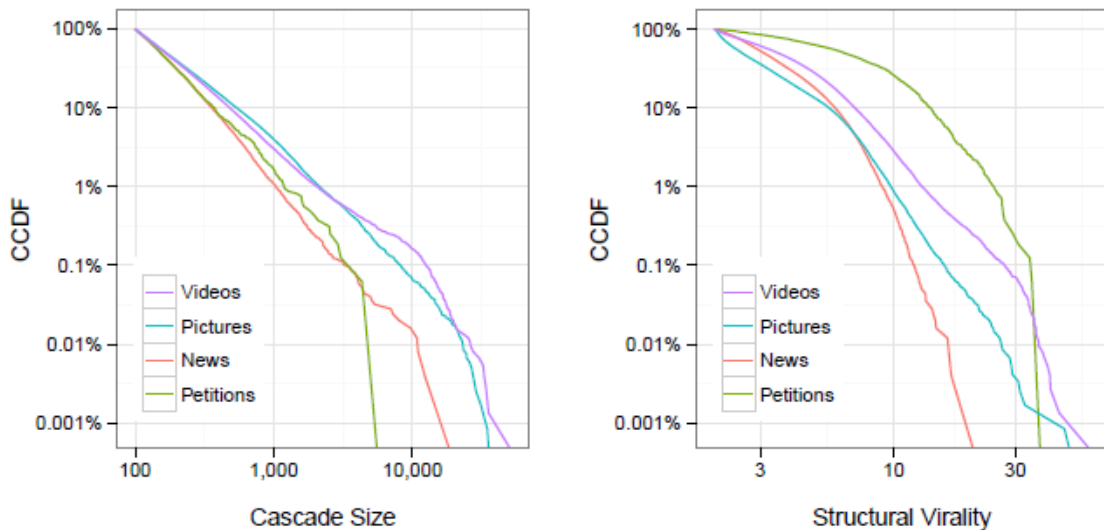 100%
10%
1%
0.1%
0.01%
0.001%
CCDF
Videos
Pictures
News
Petitions
100
1,000
10,000
Cascade Size
100%
10%
1%
0.1%
0.01%
0.001%
CCDF
Videos
Pictures
News
Petitions
3
10
30
Structural Virality